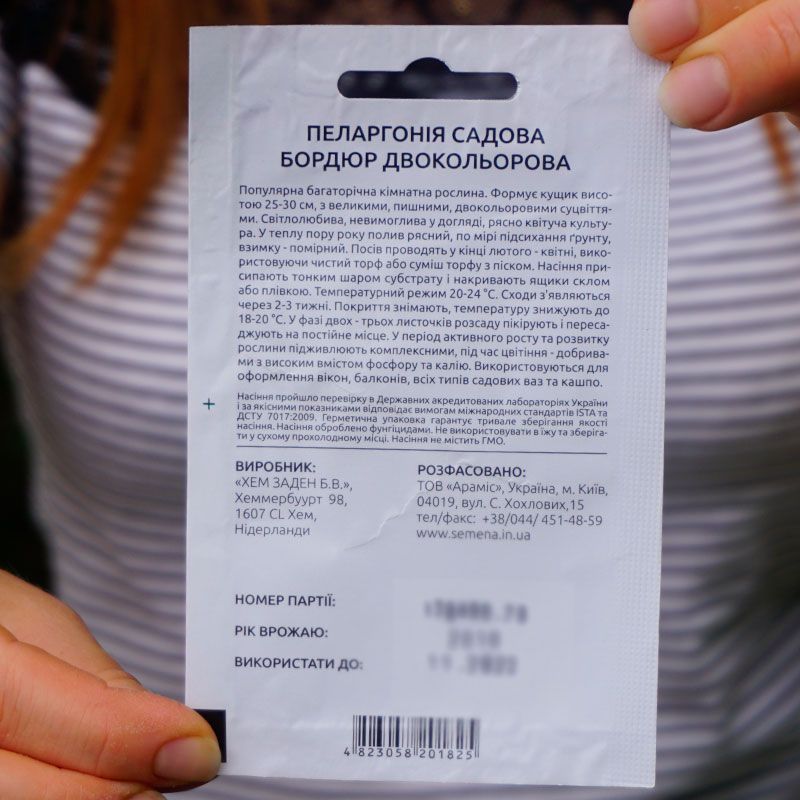 ПЕЛАРГОНІЯ САДОВА
БОРДЮР ДВОКОЛЬОРОВА
Популярна багаторічна кімнатна рослина. Формує кущик висо-
тою 25-30 см, з великими, пишними, двокольоровими суцвіття-
ми. Світлолюбива, невимоглива у догляді, рясно квітуча культу-
ра. У теплу пору року полив рясний, по мірі підсихання ґрунту,
взимку - помірний. Посів проводять у кінці лютого - квітні, вико-
ристовуючи чистий торф або суміш торфу з піском. Насіння при-
сипають тонким шаром субстрату і накривають ящики склом
або плівкою. Температурний режим 20-24 °С. Сходи з'являються
через 2-3 тижні. Покриття знімають, температуру знижують до
18-20 °С. У фазі двох - трьох листочків розсаду пікірують і переса-
джують на постійне місце. У період активного росту та розвитку
рослини підживлюють комплексними, під час цвітіння - добрива-
ми з високим вмістом фосфору та калію. Використовуються для
оформлення вікон, балконів, всіх типів садових ваз та кашпо.
Насіння пройшло перевірку в Державних акредитованих лабораторіях України
і за якісними показниками відповідає вимогам міжнародних стандартів ISTA та
ДСТУ 7017:2009. Герметична упаковка гарантує тривале зберігання якості
насіння. Насіння оброблено фунгіцидами. Не використовувати в їжу та зберіга-
ти у сухому прохолодному місці. Насіння не містить ГМО.
ВИРОБНИК:
«ХЕМ ЗАДЕН Б.В.»,
Хеммербуурт 98,
1607 CL Хем,
Нідерланди
РОЗФАСОВАНО:
ТОВ «Араміс», Україна, м. Київ,
04019, вул. С. Хохлових,15
тел/факс: +38/044/ 451-48-59
www.semena.in.ua
НОМЕР ПАРТІЇ:
РІК ВРОЖАЮ:
ВИКОРИСТАТИ ДО:
4 823058 201825